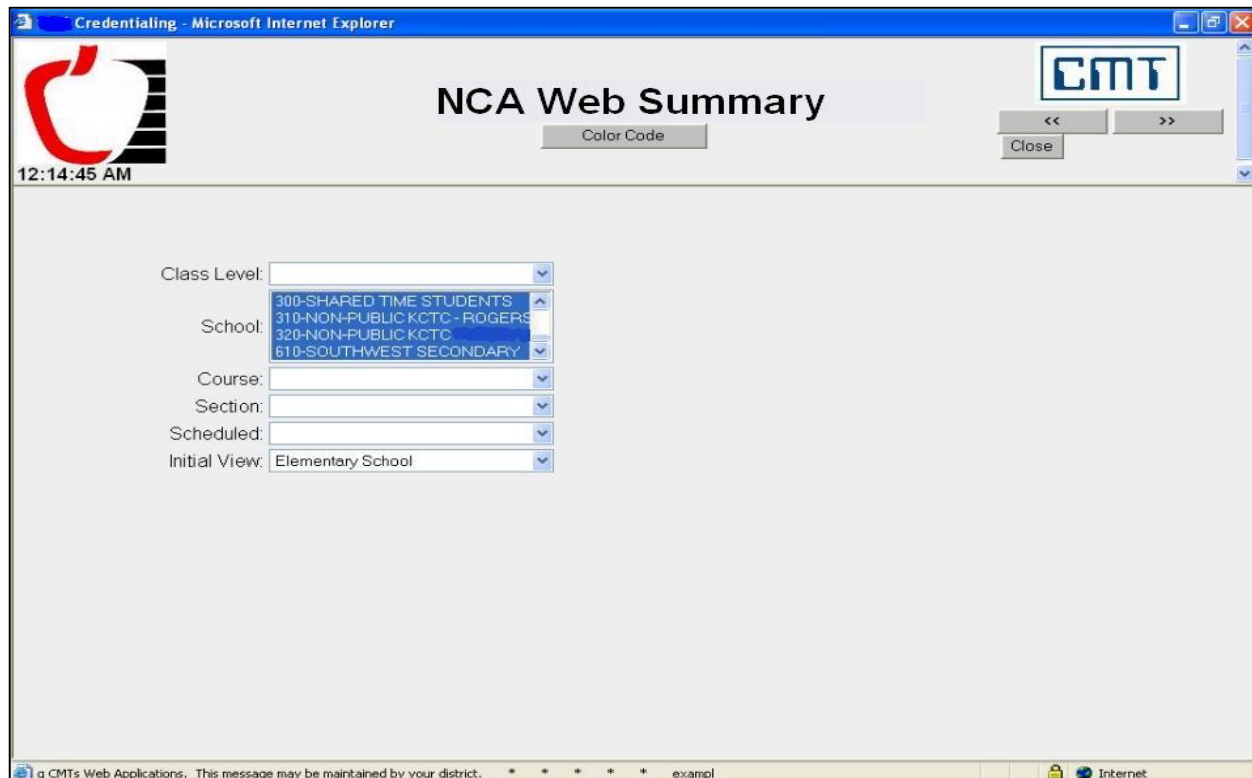 Credentialing - Microsoft Internet Explorer
CMT
NCA Web Summary
<< >>
Color Code
Close
12:14:45 AM
Class Level:
School:
300-SHARED TIME STUDENTS
310-NON-PUBLIC KCTC - ROGERS
320-NON-PUBLIC KCTC
610-SOUTHWEST SECONDARY
Course:
Section:
Scheduled:
Initial View: Elementary School
g CMTs Web Applications. This message may be maintained by your district. * * * * * exampl
Internet